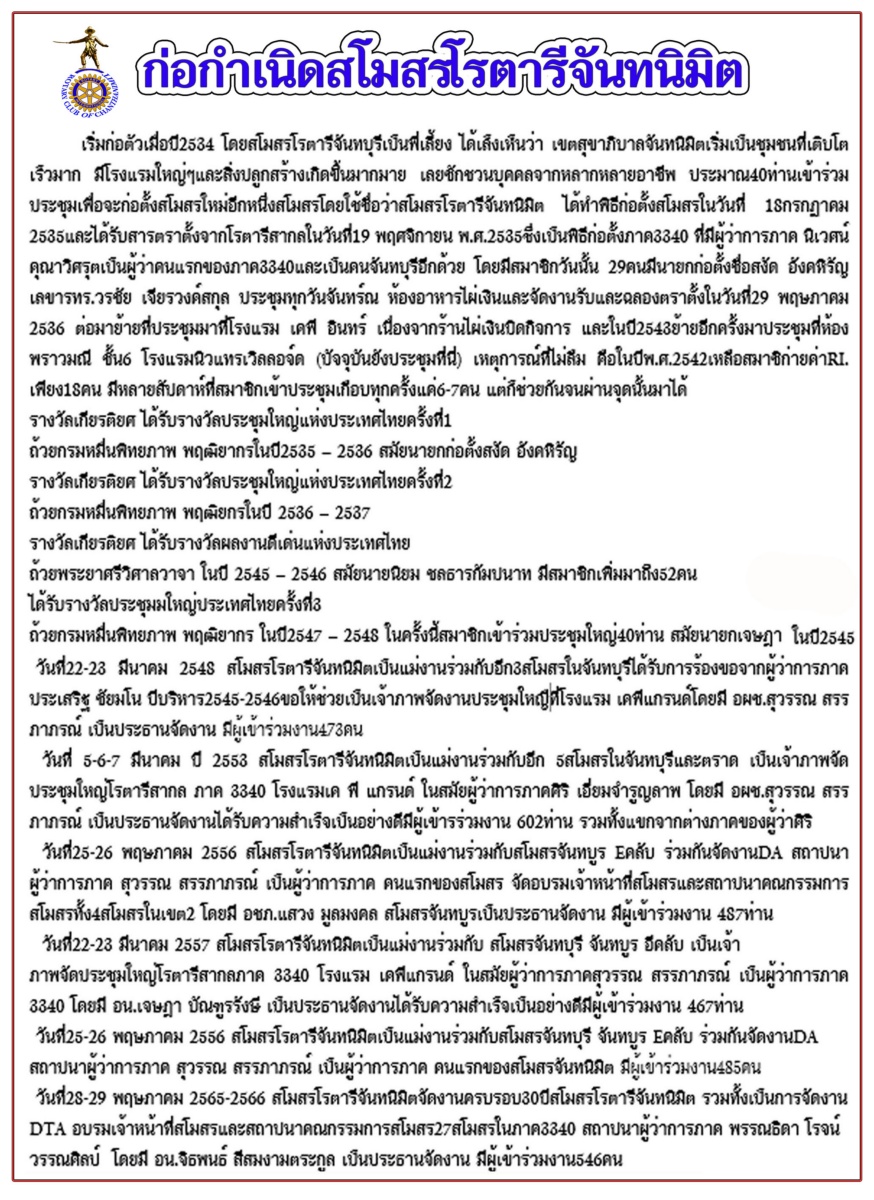 ก่อกำเนิดสโมสรโรตารีจันทนิมิต
ROTARY CLUB OF CHANTHANIMIT
เริ่มก่อตัวเมื่อปี2534 โดยสโมสรโรตารีจันทบุรีเป็นพี่เลี้ยง ได้เล็งเห็นว่า เขตสุขาภิบาลจันทนิมิตเริ่มเป็นชุมชนที่เติบโต
เร็วมาก มีโรงแรมใหญ่ๆและสิ่งปลูกสร้างเกิดขึ้นมากมาย เลยชักชวนบุคคลจากหลากหลายอาชีพ ประมาณ40ท่านเข้าร่วม
ประชุมเพื่อจะก่อตั้งสโมสรใหม่อีกหนึ่งสโมสรโดยใช้ชื่อว่าสโมสรโรตารีจันทนิมิต ได้ทำพิธีก่อตั้งสโมสรในวันที่ 18กรกฎาคม
2535และได้รับสารตราตั้งจากโรตารีสากลในวันที่19 พฤศจิกายน พ.ศ.2535ซึ่งเป็นพิธีก่อตั้งภาค3340 ที่มีผู้ว่าการภาค นิเวศน์
คุณาวิศรุตเป็นผู้ว่าคนแรกของภาค3340และเป็นคนจันทบุรีอีกด้วย โดยมีสมาชิกวันนั้น 29คนมีนายกก่อตั้งชื่อสงัด อังคหิรัญ
เลขารทร.วรชัย เจียรวงค์สกุล ประชุมทุกวันจันทร์ณ ห้องอาหารไผ่เงินและจัดงานรับและฉลองตราตั้งในวันที่29 พฤษภาคม
2536 ต่อมาย้ายที่ประชุมมาที่โรงแรม เคพี อินทร์ เนื่องจากร้านไผ่เงินปิดกิจการ และในปี2543ย้ายอีกครั้งมาประชุมที่ห้อง
พราวมณี ชั้น6 โรงแรมนิวแทรเวิลลอจ์ด (ปัจจุบันยังประชุมที่นี่) เหตุการณ์ที่ไม่ลืม คือในปีพ.ศ.2542เหลือสมาชิก่ายค่าRI.
เพียง18คน มีหลายสัปดาห์ที่สมาชิกเข้าประชุมเกือบทุกครั้งแค่6-7คน แต่ก็ช่วยกันจนผ่านจุดนั้นมาได้
รางวัลเกียรติยศ ได้รับรางวัลประชุมใหญ่แห่งประเทศไทยครั้งที่1
ถ้วยกรมหมื่นพิทยภาพ พฤฒิยากรในปี2535 – 2536 สมัยนายกก่อตั้งสงัด อังคหิรัญ
รางวัลเกียรติยศ ได้รับรางวัลประชุมใหญ่แห่งประเทศไทยครั้งที่2
ถ้วยกรมหมื่นพิทยภาพ พฤฒิยกรในปี 2536 – 2537
รางวัลเกียรติยศ ได้รับรางวัลผลงานดีเด่นแห่งประเทศไทย
ถ้วยพระยาศรีวิศาลวาจา ในปี 2545 – 2546 สมัยนายนิยม ชลธารกัมปนาท มีสมาชิกเพิ่มมาถึง52คน
ได้รับรางวัลประชุมมใหญ่ประเทศไทยครั้งที่3
ถ้วยกรมหมื่นพิทยภาพ พฤฒิยากร ในปี2547 – 2548 ในครั้งนี้สมาชิกเข้าร่วมประชุมใหญ่40ท่าน สมัยนายกเจษฎา ในปี2545
วันที่22-23 มีนาคม 2548 สโมสรโรตารีจันทนิมิตเป็นแม่งานร่วมกับอีก3สโมสรในจันทบุรีได้รับการร้องขอจากผู้ว่าการภาค
ประเสริฐ ชัยมโน ปีบริหาร2545-2546ขอให้ช่วยเป็นเจ้าภาพจัดงานประชุมใหญ่ที่โรงแรม เคพีแกรนด์โดยมี อผช.สุวรรณ สรร
ภาภรณ์ เป็นประธานจัดงาน มีผู้เข้าร่วมงาน473คน
วันที่ 5-6-7 มีนาคม ปี 2553 สโมสรโรตารีจันทนิมิตเป็นแม่งานร่วมกับอีก 5สโมสรในจันทบุรีและตราด เป็นเจ้าภาพจัด
ประชุมใหญ่โรตารีสากล ภาค 3340 โรงแรมเค พี แกรนด์ ในสมัยผู้ว่าการภาคศิริ เอี่ยมจำรูญลาพ โดยมี อผช.สุวรรณ สรร
ภาภรณ์ เป็นประธานจัดงานได้รับความสำเร็จเป็นอย่างดีมีผู้เข้ารร่วมงาน 602ท่าน รวมทั้งแขกจากต่างภาคของผู้ว่าศิริ
วันที่25-26 พฤษภาคม 2556 สโมสรโรตารีจันทนิมิตเป็นแม่งานร่วมกับสโมสรจันทบูร Eคลับ ร่วมกันจัดงานDA สถาปนา
ผู้ว่าการภาค สุวรรณ สรรภาภรณ์ เป็นผู้ว่าการภาค คนแรกของสโมสร จัดอบรมเจ้าหน้าที่สโมสรและสถาปนาคณกรรมการ
สโมสรทั้ง4สโมสรในเขต2 โดยมี อชภ.แสวง มูลมงคล สโมสรจันทบูรเป็นประธานจัดงาน มีผู้เข้าร่วมงาน 487ท่าน
วันที่22-23 มีนาคม 2557 สโมสรโรตารีจันทนิมิตเป็นแม่งานร่วมกับ สโมสรจันทบุรี จันทบูร อีคลับ เป็นเจ้า
ภาพจัดประชุมใหญ่โรตารีสากลภาค 3340 โรงแรม เคพีแกรนด์ ในสมัยผู้ว่าการภาคสุวรรณ สรรภาภรณ์ เป็นผู้ว่าการภาค
3340 โดยมี อน.เจษฎา บัณฑูรรังษี เป็นประธานจัดงานได้รับความสำเร็จเป็นอย่างดีมีผู้เข้าร่วมงาน 467ท่าน
วันที่25-26 พฤษภาคม 2556 สโมสรโรตารีจันทนิมิตเป็นแม่งานร่วมกับสโมสรจันทบุรี จันทบูร Eคลับ ร่วมกันจัดงานDA
สถาปนาผู้ว่าการภาค สุวรรณ สรรภาภรณ์ เป็นผู้ว่าการภาค คนแรกของสโมสรจันทนิมิต มีผู้เข้าร่วมงาน485คน
วันที่28-29 พฤษภาคม 2565-2566 สโมสรโรตารีจันทนิมิตจัดงานครบรอบ30ปีสโมสรโรตารีจันทนิมิต รวมทั้งเป็นการจัดงาน
DTA อบรมเจ้าหน้าที่สโมสรและสถาปนาคณกรรมการสโมสร27สโมสรในภาค3340 สถาปนาผู้ว่าการภาค พรรณธิดา โรจน์
วรรณศิลป์ โดยมี อน.จิธพนธ์ สีสมงามตระกูล เป็นประธานจัดงาน มีผู้เข้าร่วมงาน546คน